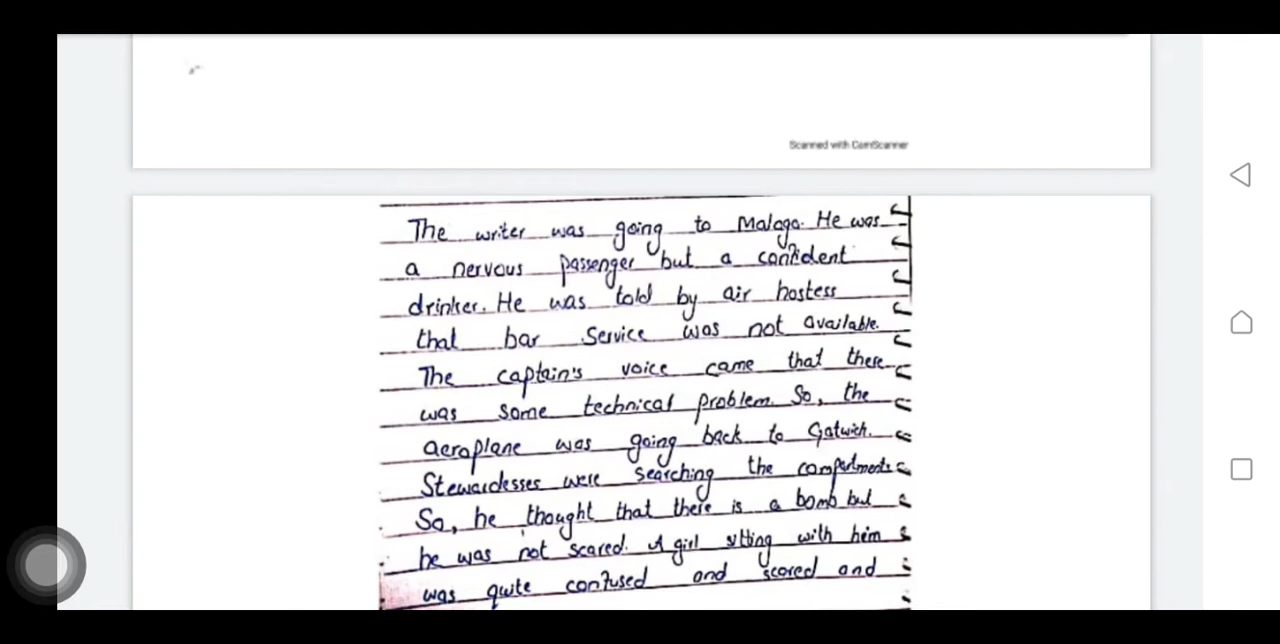 Scanned with CamScanner
The writer was going to Malaga. He was
a nervous passenger but a confident
drinker. He was told by air hostess
that bar service was not available.
The captain's voice came that there
was some technical problem. So, the
aeroplane was going back to Gatwich.
Stewardesses were searching the compartments
So, he thought that there is a bomb but
he was not scared. A girl sitting with him
was quite confused and scared and